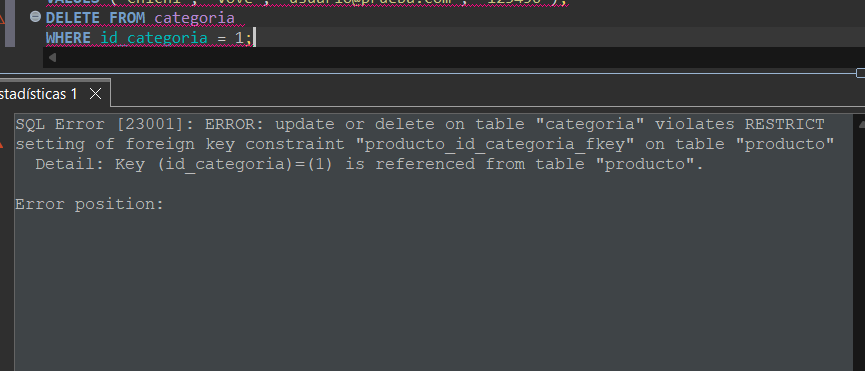 DELETE FROM categoria
WHERE id_categoria = 1;
stadísticas 1
SQL Error [23001]: ERROR: update or delete on table "categoria" violates RESTRICT
setting of foreign key constraint "producto_id_categoria_fkey" on table "producto"
Detail: Key (id_categoria)=(1) is referenced from table "producto".
Error position: